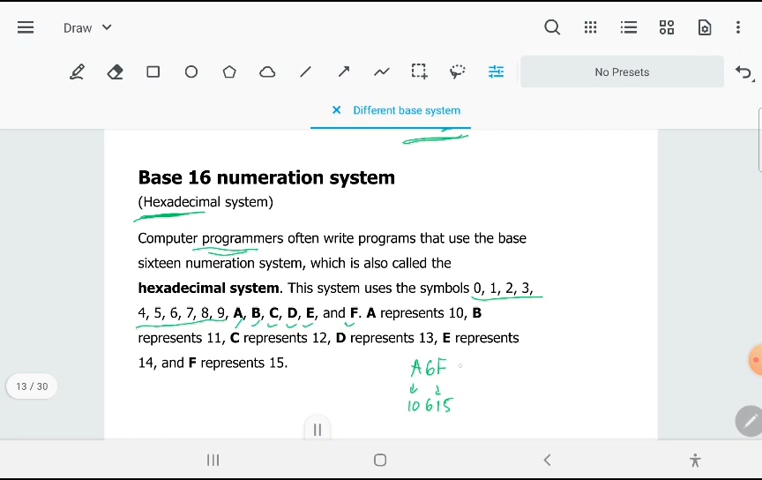 Draw
No Presets
Different base system
Base 16 numeration system
(Hexadecimal system)
Computer programmers often write programs that use the base
sixteen numeration system, which is also called the
hexadecimal system. This system uses the symbols 0, 1, 2, 3,
4, 5, 6, 7, 8, 9, A, B, C, D, E, and F. A represents 10, B
represents 11, C represents 12, D represents 13, E represents
14, and F represents 15.
A6F
10 6 15
13 / 30